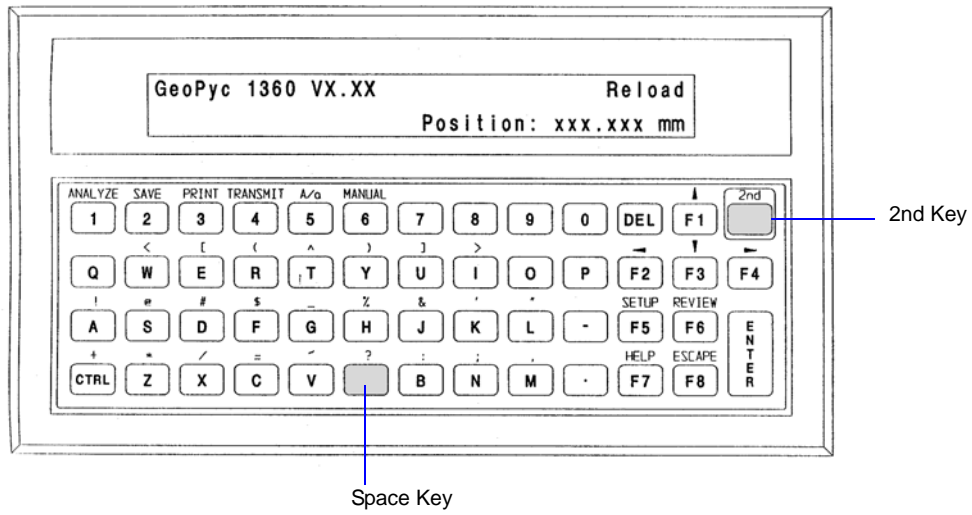 GeoPyc 1360 VX.XX Reload
Position: xxx.xxx mm
ANALYZE SAVE PRINT TRANSMIT A/a MANUAL 2nd
1 2 3 4 5 6 7 8 9 0 DEL F1
2nd Key
< [ ( ^ ) ] >
Q W E R T Y U I O P F2 F3 F4
! @ # $ _ % & ' " SETUP REVIEW
A S D F G H J K L - F5 F6 ENTER
+ * / = ~ ? : ; , HELP ESCAPE
CTRL Z X C V B N M . F7 F8
Space Key